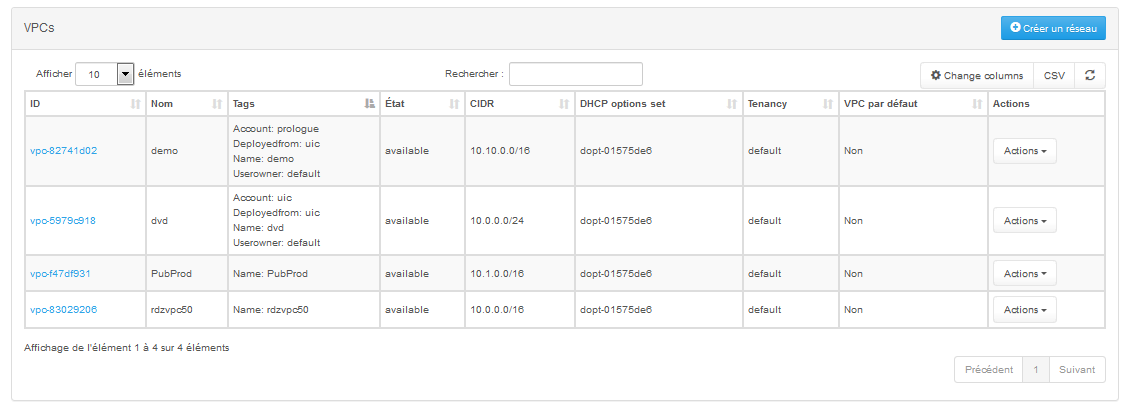 VPCs
Créer un réseau
Afficher 10 éléments
Rechercher :
Change columns CSV
ID Nom Tags État CIDR DHCP options set Tenancy VPC par défaut Actions
Account: prologue
Deployedfrom: uic
vpc-82741d02 demo Name: demo available 10.10.0.0/16 dopt-01575de6 default Non Actions
Userowner: default
Account: uic
Deployedfrom: uic
vpc-5979c918 dvd Name: dvd available 10.0.0.0/24 dopt-01575de6 default Non Actions
Userowner: default
vpc-f47df931 PubProd Name: PubProd available 10.1.0.0/16 dopt-01575de6 default Non Actions
vpc-83029206 rdzvpc50 Name: rdzvpc50 available 10.0.0.0/16 dopt-01575de6 default Non Actions
Affichage de l'élément 1 à 4 sur 4 éléments
Précédent 1 Suivant